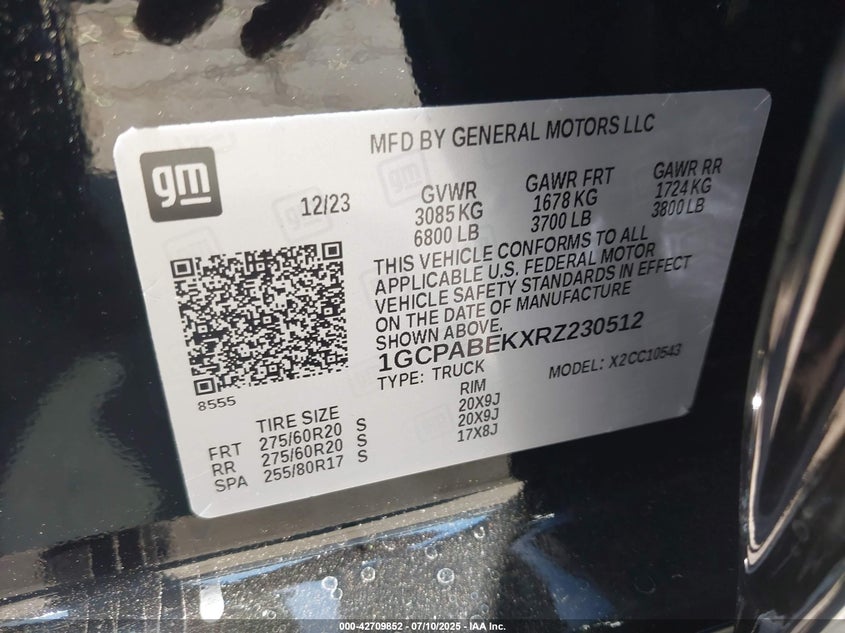 MFD BY GENERAL MOTORS LLC
gm
12/23
GVWR GAWR FRT GAWR RR
3085 KG 1678 KG 1724 KG
6800 LB 3700 LB 3800 LB
THIS VEHICLE CONFORMS TO ALL
APPLICABLE U.S. FEDERAL MOTOR
VEHICLE SAFETY STANDARDS IN EFFECT
ON THE DATE OF MANUFACTURE
SHOWN ABOVE.
1GCPABEKXRZ230512
TYPE: TRUCK MODEL: X2CC10543
8555
TIRE SIZE RIM
FRT 275/60R20 S 20X9J
RR 275/60R20 S 20X9J
SPA 255/80R17 S 17X8J
000-42709852 - 07/10/2025 - IAA Inc.